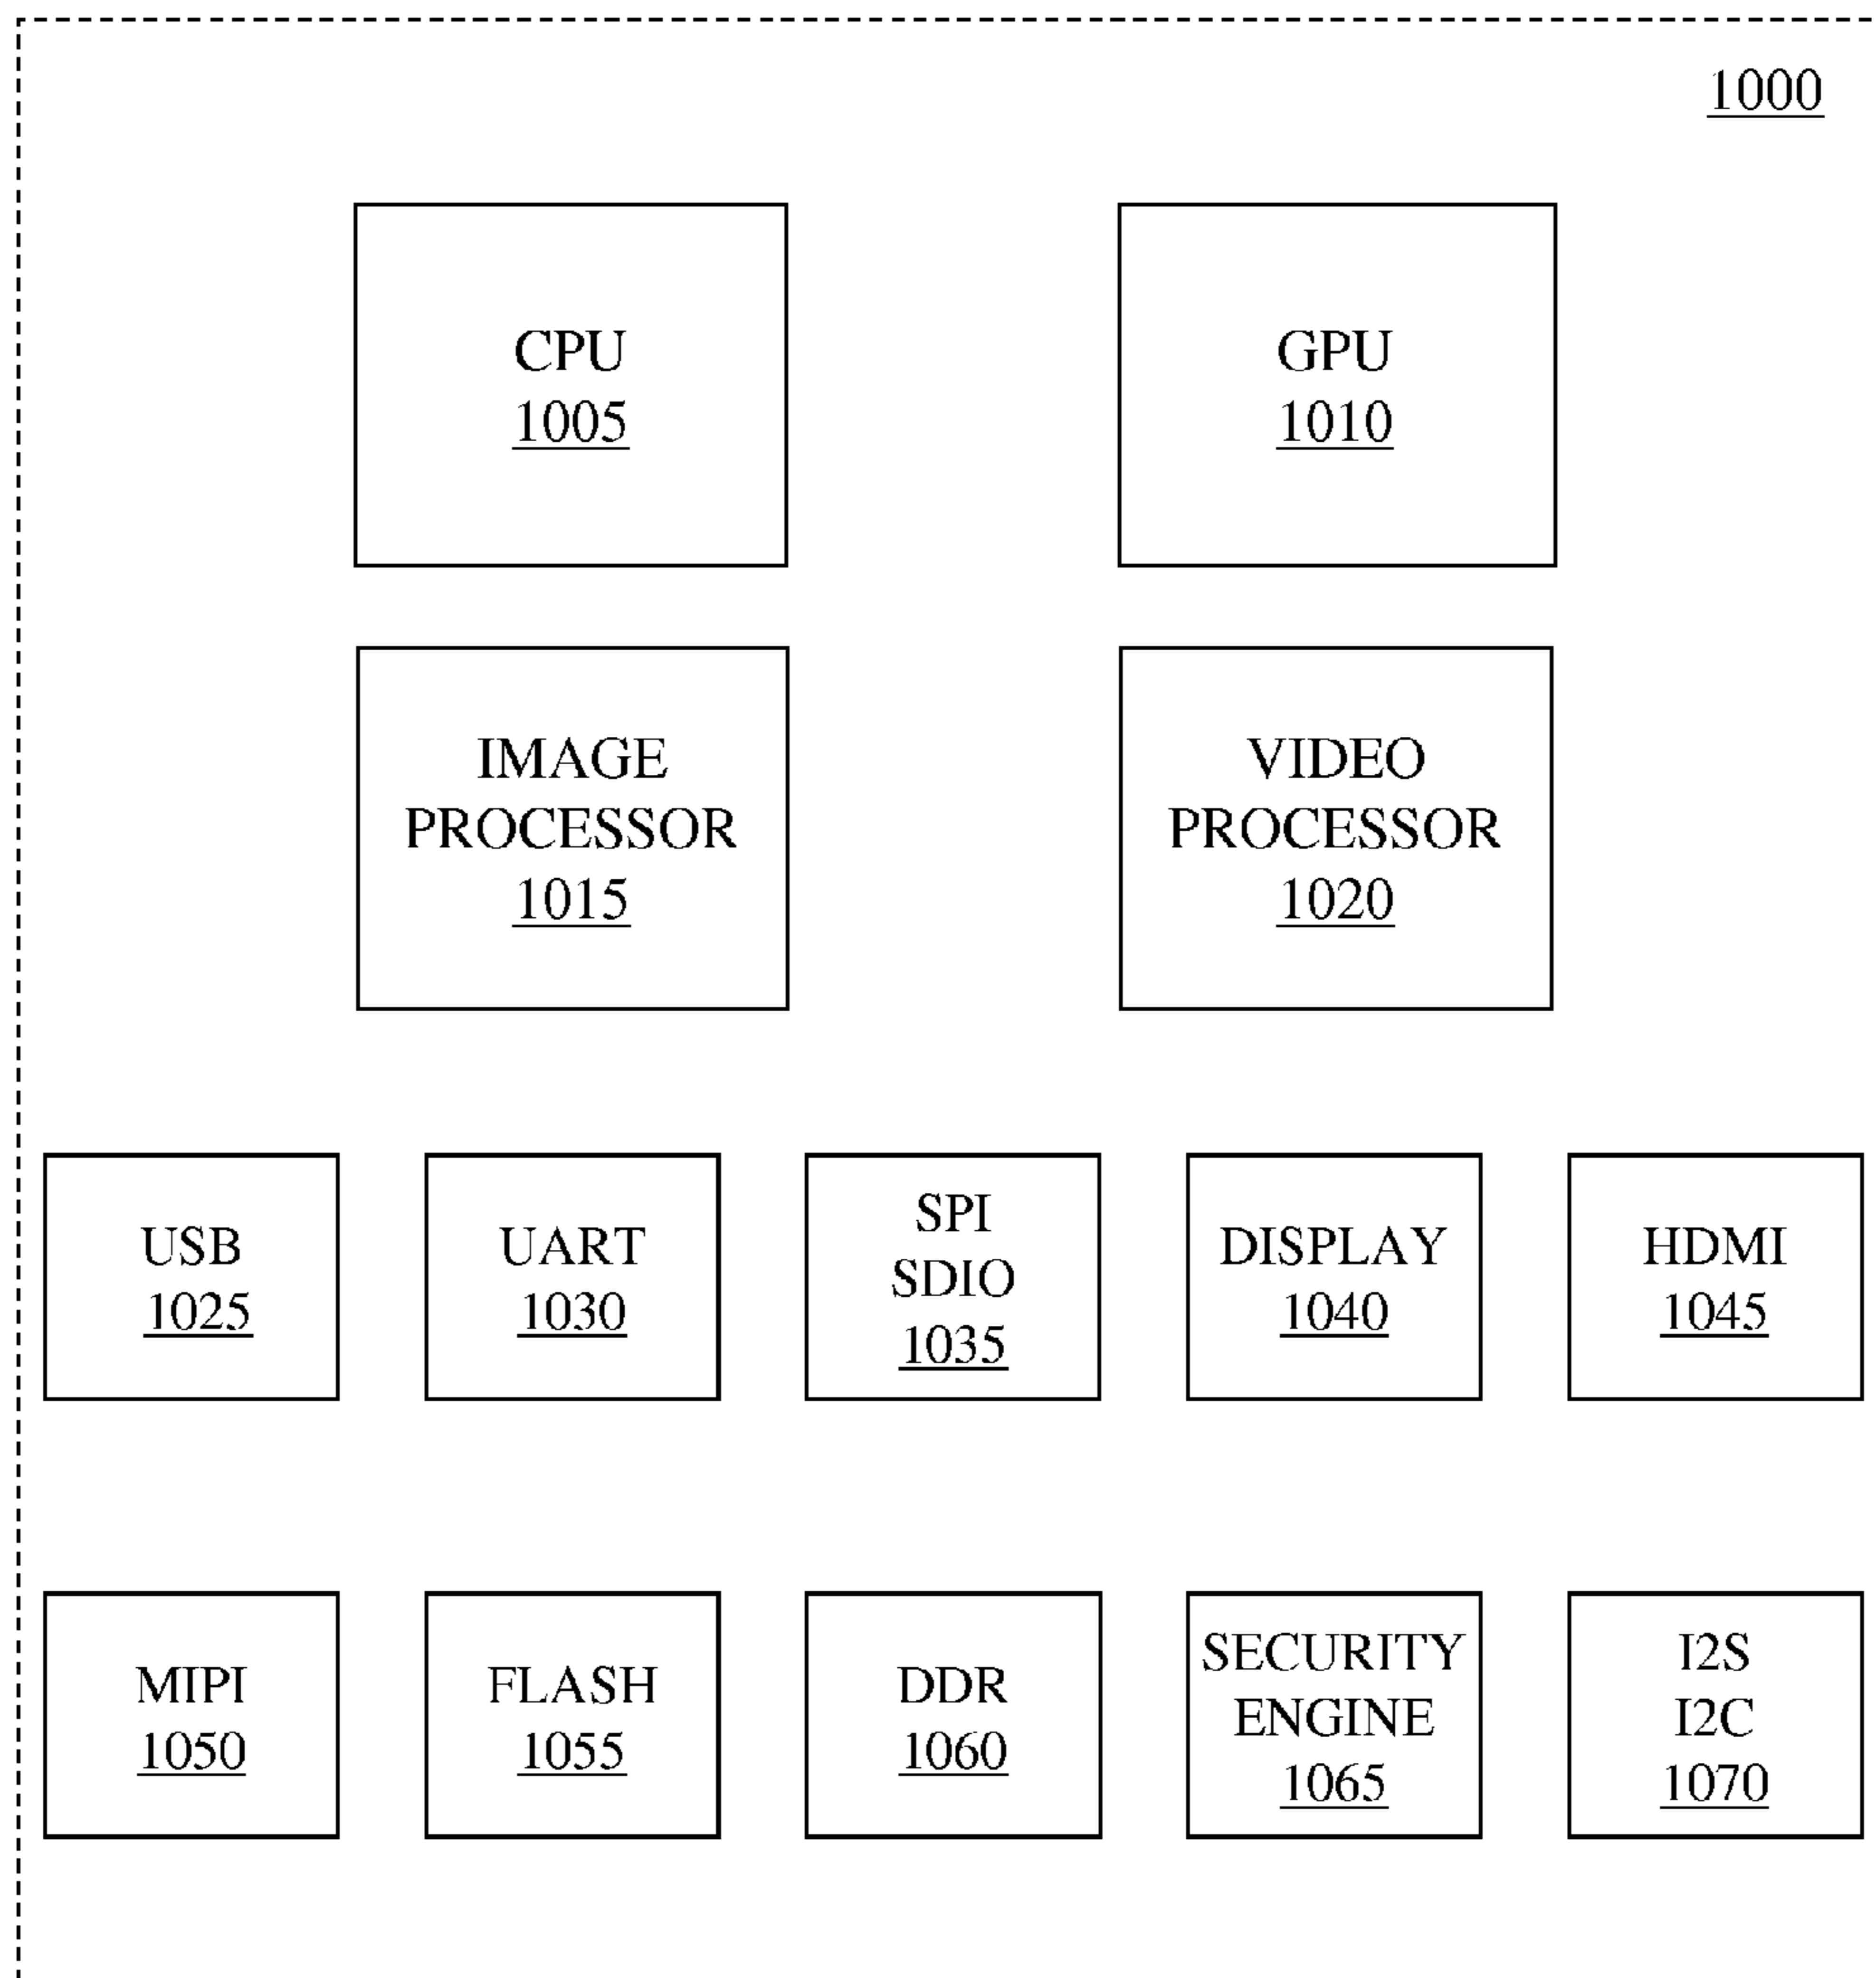 1000
CPU
1005
GPU
1010
IMAGE
PROCESSOR
1015
VIDEO
PROCESSOR
1020
USB
1025
UART
1030
SPI
SDIO
1035
DISPLAY
1040
HDMI
1045
MIPI
1050
FLASH
1055
DDR
1060
SECURITY
ENGINE
1065
I2S
I2C
1070